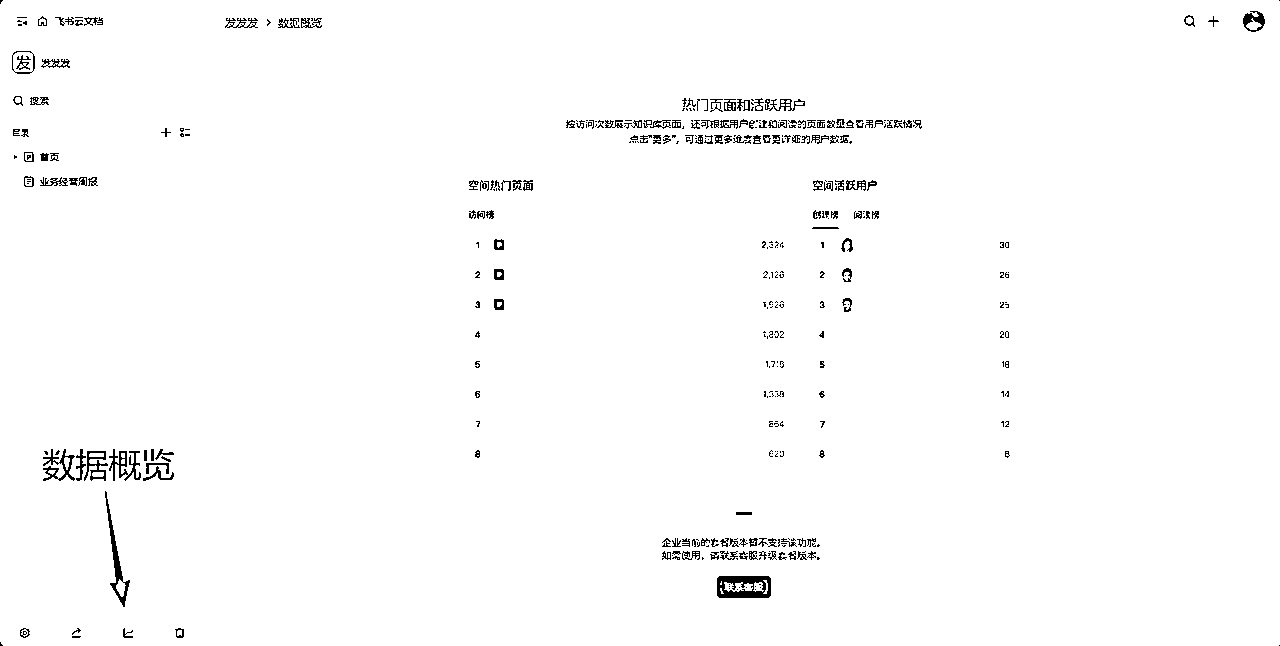 飞书云文档
发发发 > 数据概览
发 发发发
搜索
目录
首页
业务经营周报
热门页面和活跃用户
按访问次数展示知识库页面，还可根据用户创建和阅读的页面数量查看用户活跃情况
点击“更多”，可通过更多维度查看更详细的用户数据。
空间热门页面
访问榜
1 2,324
2 2,126
3 1,926
4 1,802
5 1,716
6 1,338
7 864
8 620
空间活跃用户
创建榜 阅读榜
1 30
2 26
3 25
4 20
5 18
6 14
7 12
8 8
企业当前的套餐版本暂不支持该功能。
如需使用，请联系客服升级套餐版本。
联系客服
数据概览